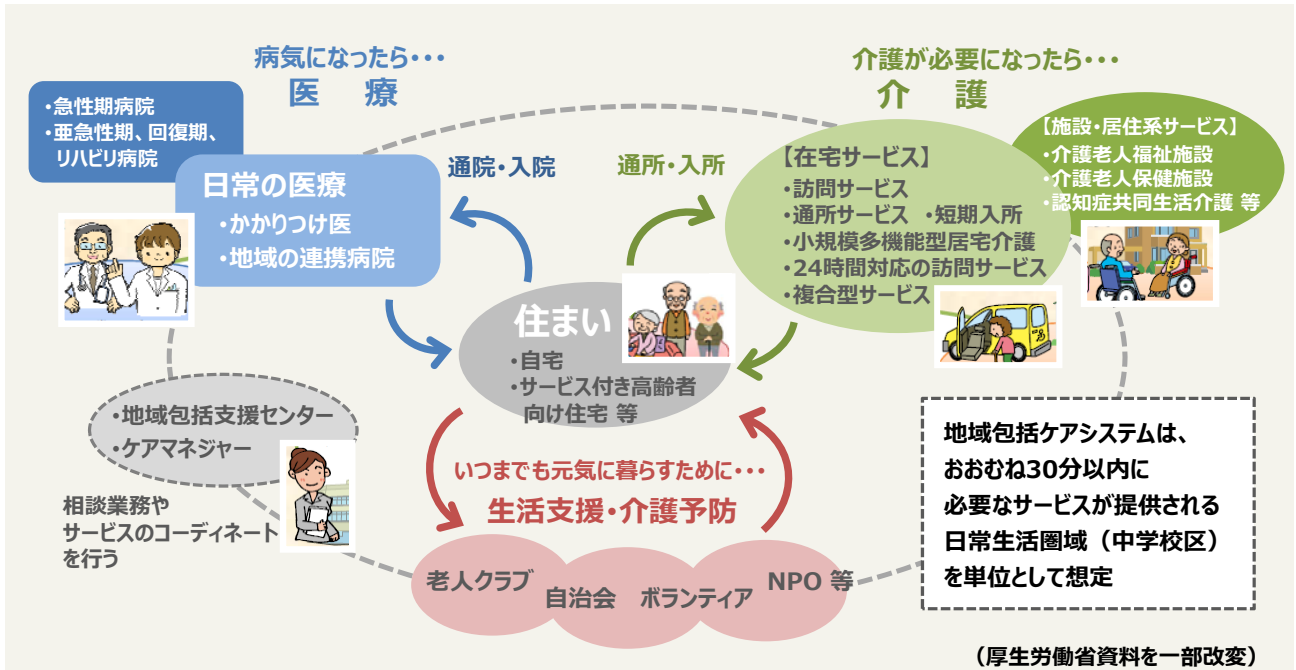 病気になったら・・・
医 療
・急性期病院
・亜急性期、回復期、
リハビリ病院
日常の医療
・かかりつけ医
・地域の連携病院
通院・入院
介護が必要になったら・・・
介 護
通所・入所
【在宅サービス】
・訪問サービス
・通所サービス ・短期入所
・小規模多機能型居宅介護
・24時間対応の訪問サービス
・複合型サービス
【施設・居住系サービス】
・介護老人福祉施設
・介護老人保健施設
・認知症共同生活介護 等
住まい
・自宅
・サービス付き高齢者
向け住宅 等
・地域包括支援センター
・ケアマネジャー
相談業務や
サービスのコーディネート
を行う
いつまでも元気に暮らすために・・・
生活支援・介護予防
老人クラブ
自治会
ボランティア
NPO 等
地域包括ケアシステムは、
おおむね30分以内に
必要なサービスが提供される
日常生活圏域（中学校区）
を単位として想定
（厚生労働省資料を一部改変）